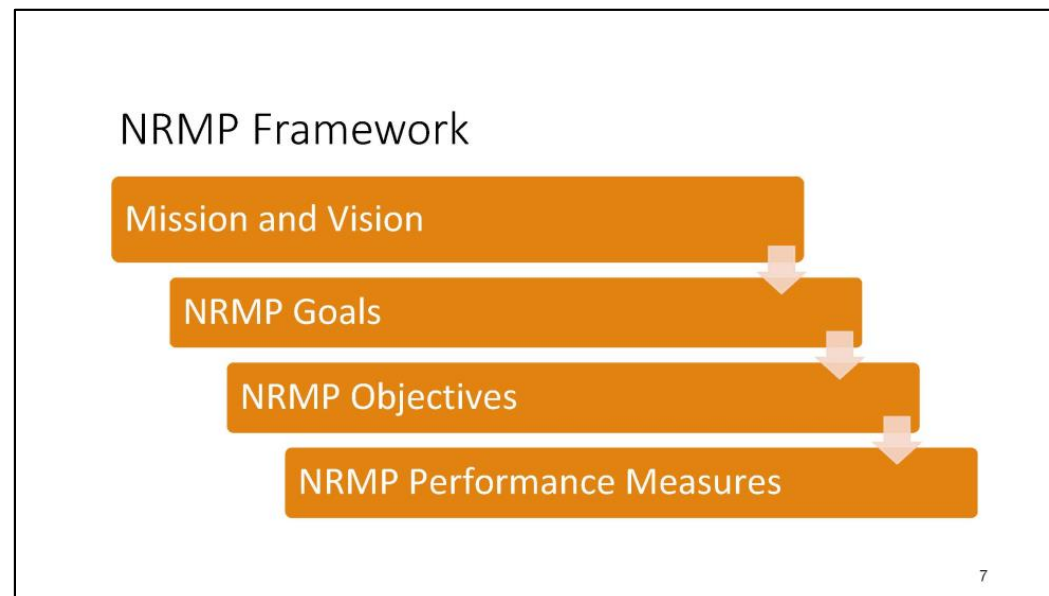 NRMP Framework
Mission and Vision
NRMP Goals
NRMP Objectives
NRMP Performance Measures
7